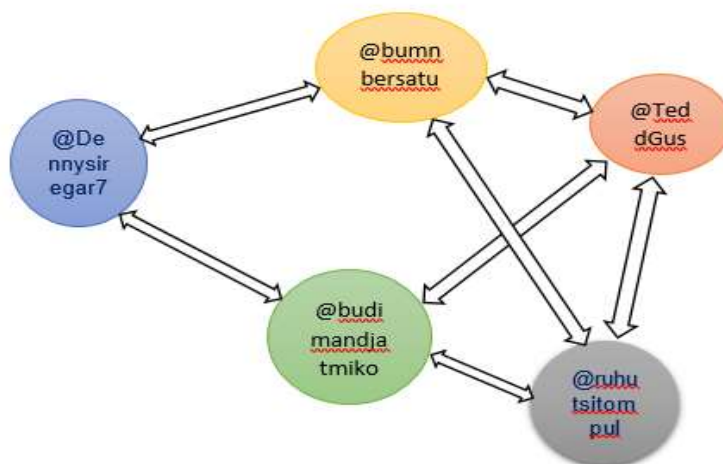 @bumn
bersatu
@Ted
dGus
@De
nnysir
egar7
@budi
mandja
tmiko
@ruhu
tsitom
pul